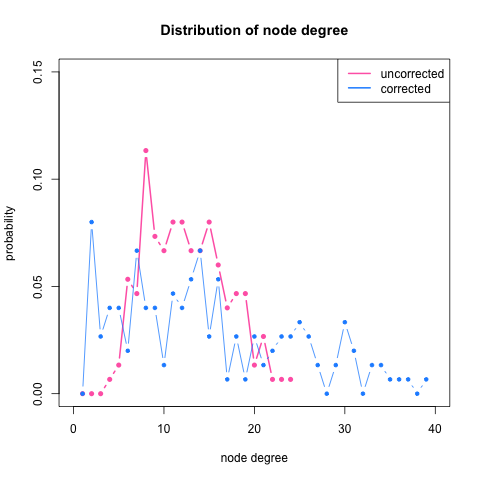 Distribution of node degree
uncorrected
corrected
probability
0.15
0.10
0.05
0.00
0
10
20
30
40
node degree